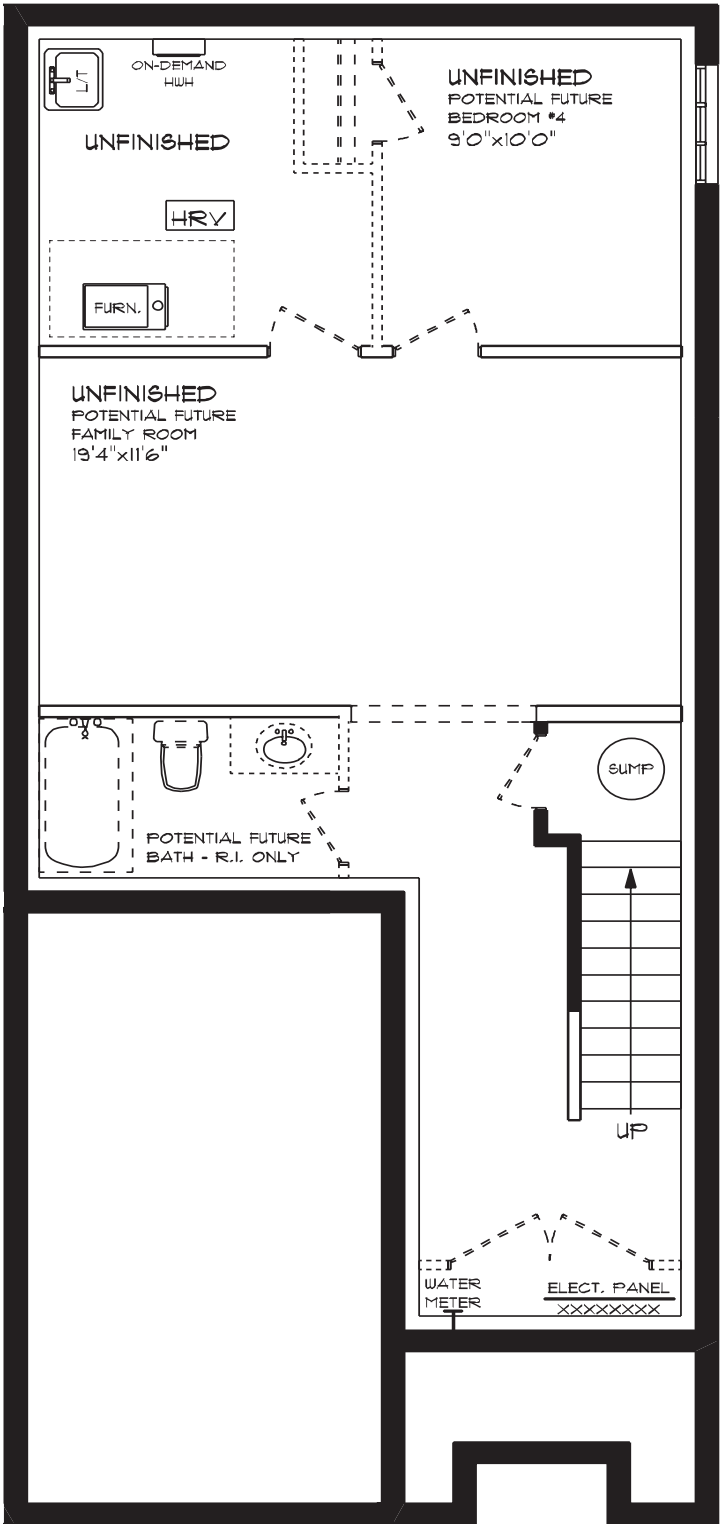 L/T
ON-DEMAND
HWH
UNFINISHED
UNFINISHED
POTENTIAL FUTURE
BEDROOM #4
9'0"x10'0"
HRV
FURN.
UNFINISHED
POTENTIAL FUTURE
FAMILY ROOM
19'4"x11'6"
SUMP
POTENTIAL FUTURE
BATH - R.I. ONLY
UP
WATER
METER
ELECT. PANEL
XXXXXXXX